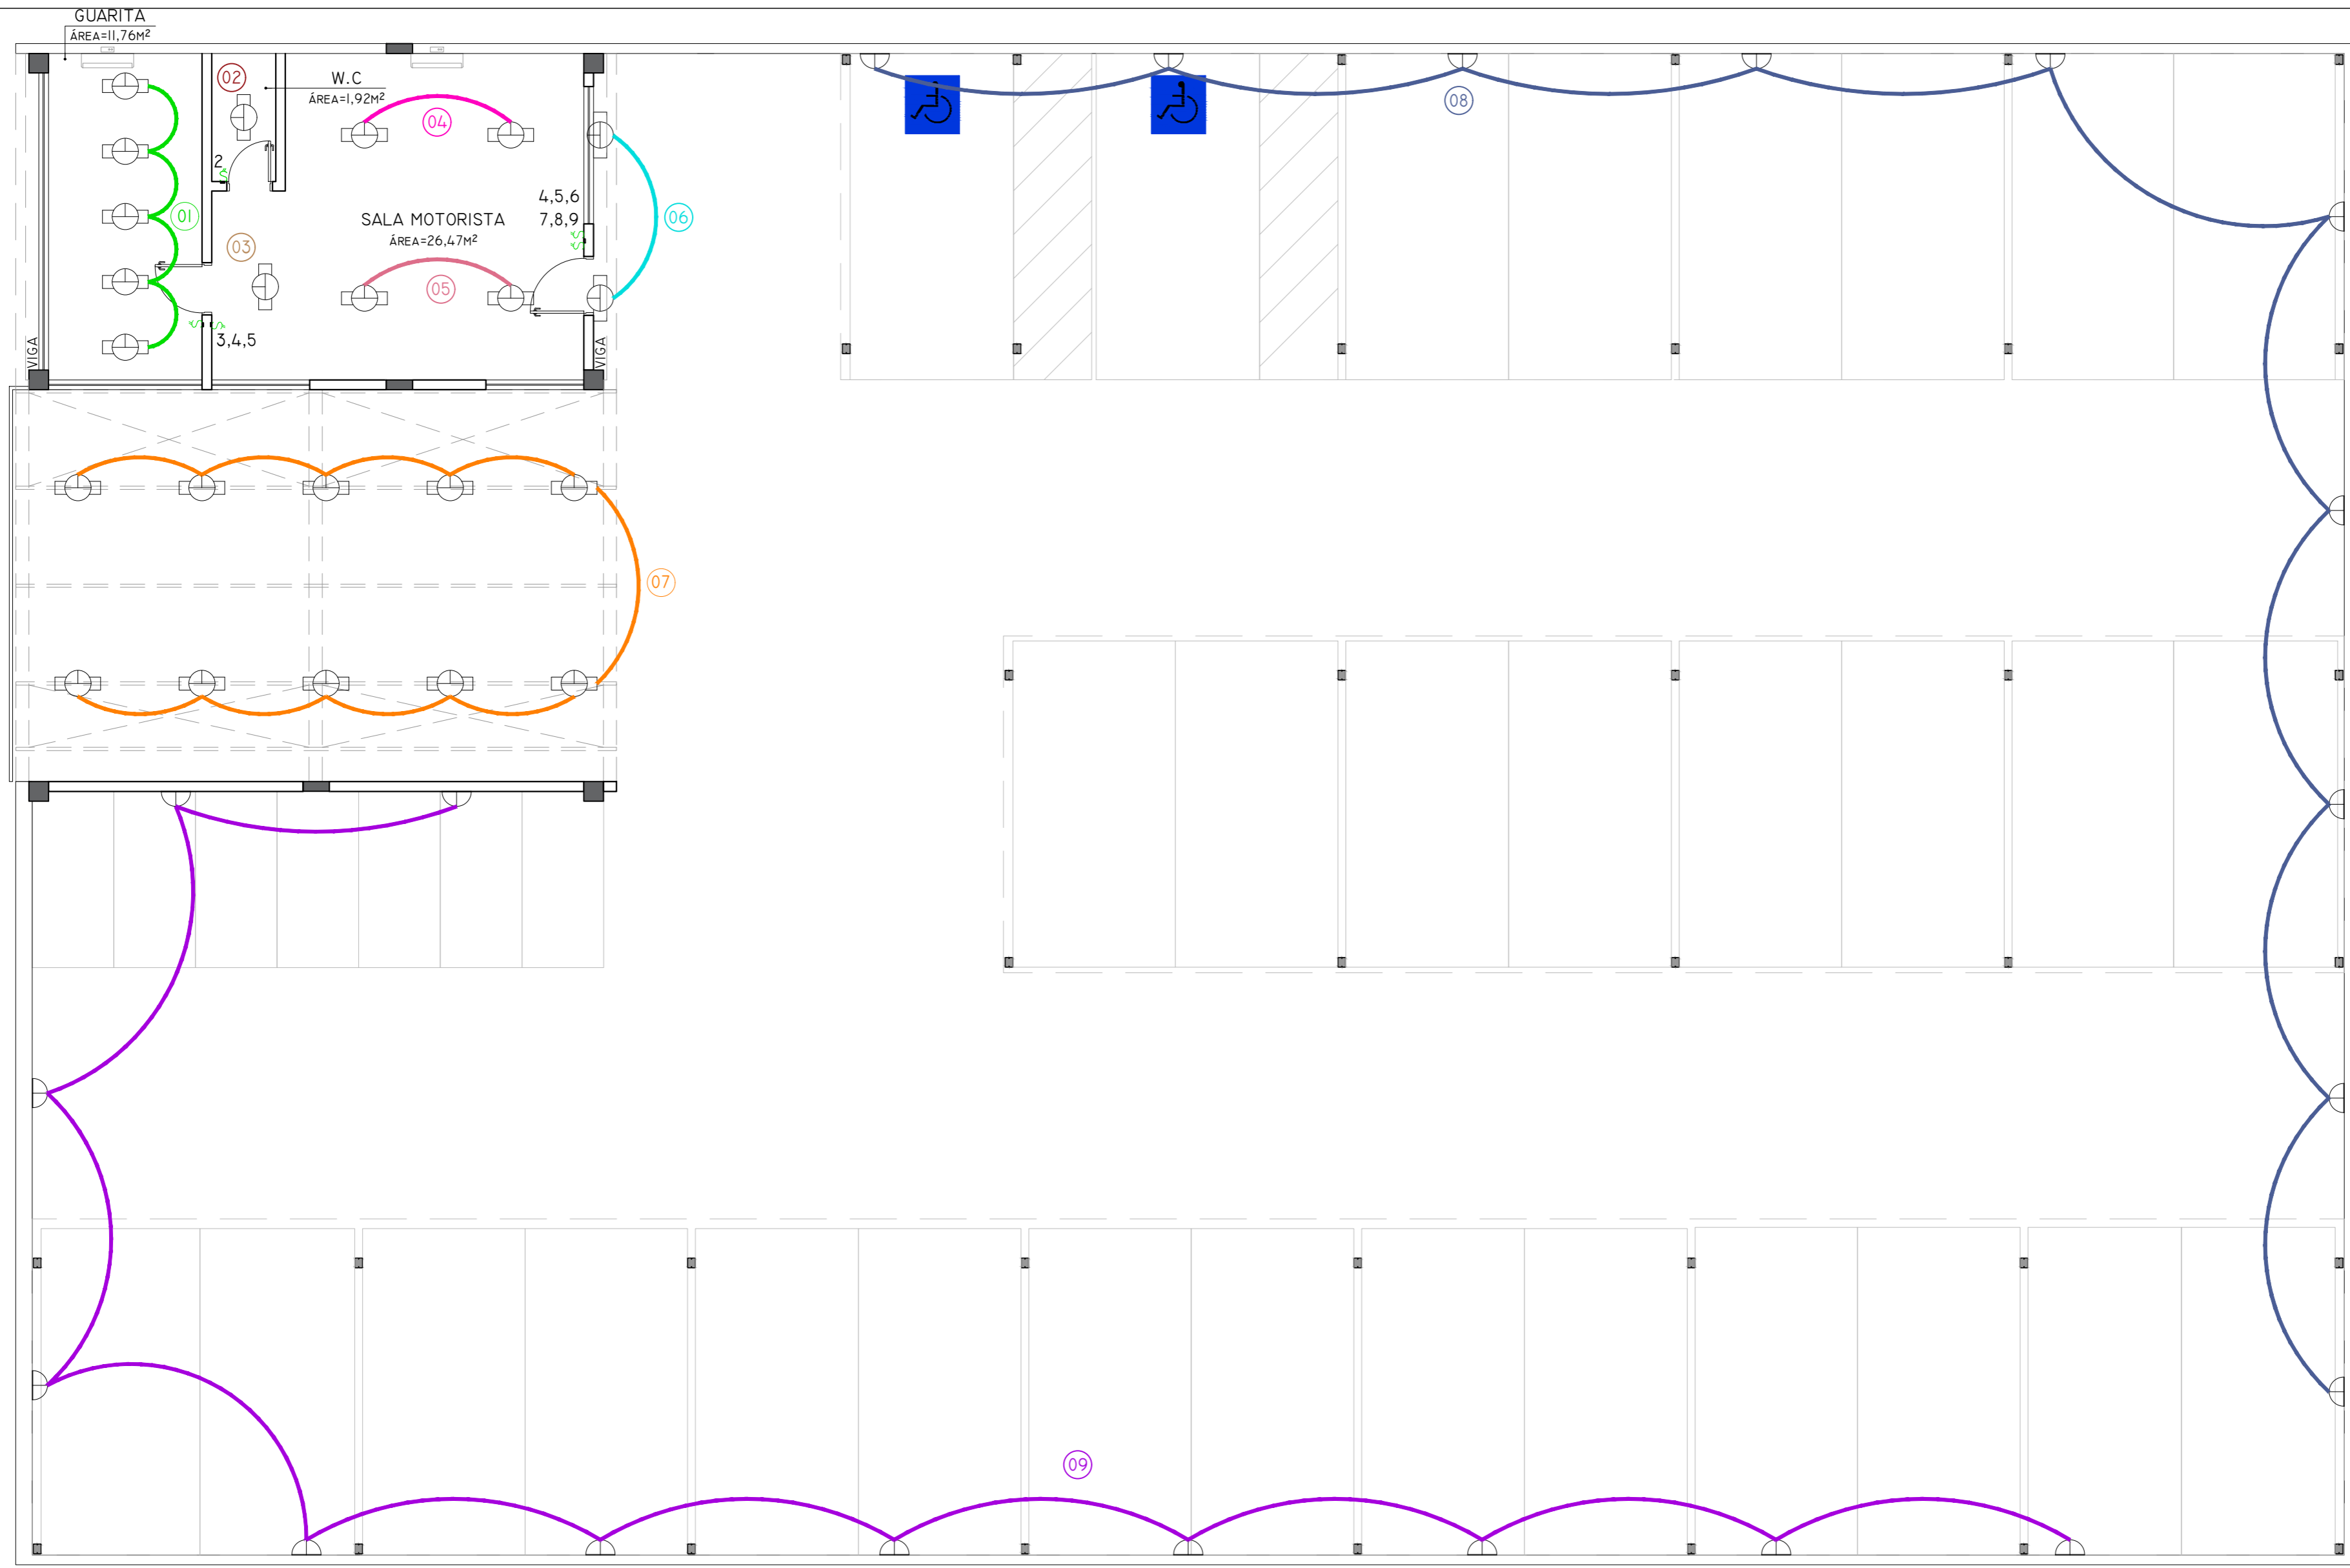 GUARITA
ÁREA=11,76M²
02
W.C
ÁREA=1,92M²
04
08
2
01
4,5,6
7,8,9
SALA MOTORISTA
ÁREA=26,47M²
06
03
05
3,4,5
VIGA
VIGA
07
09